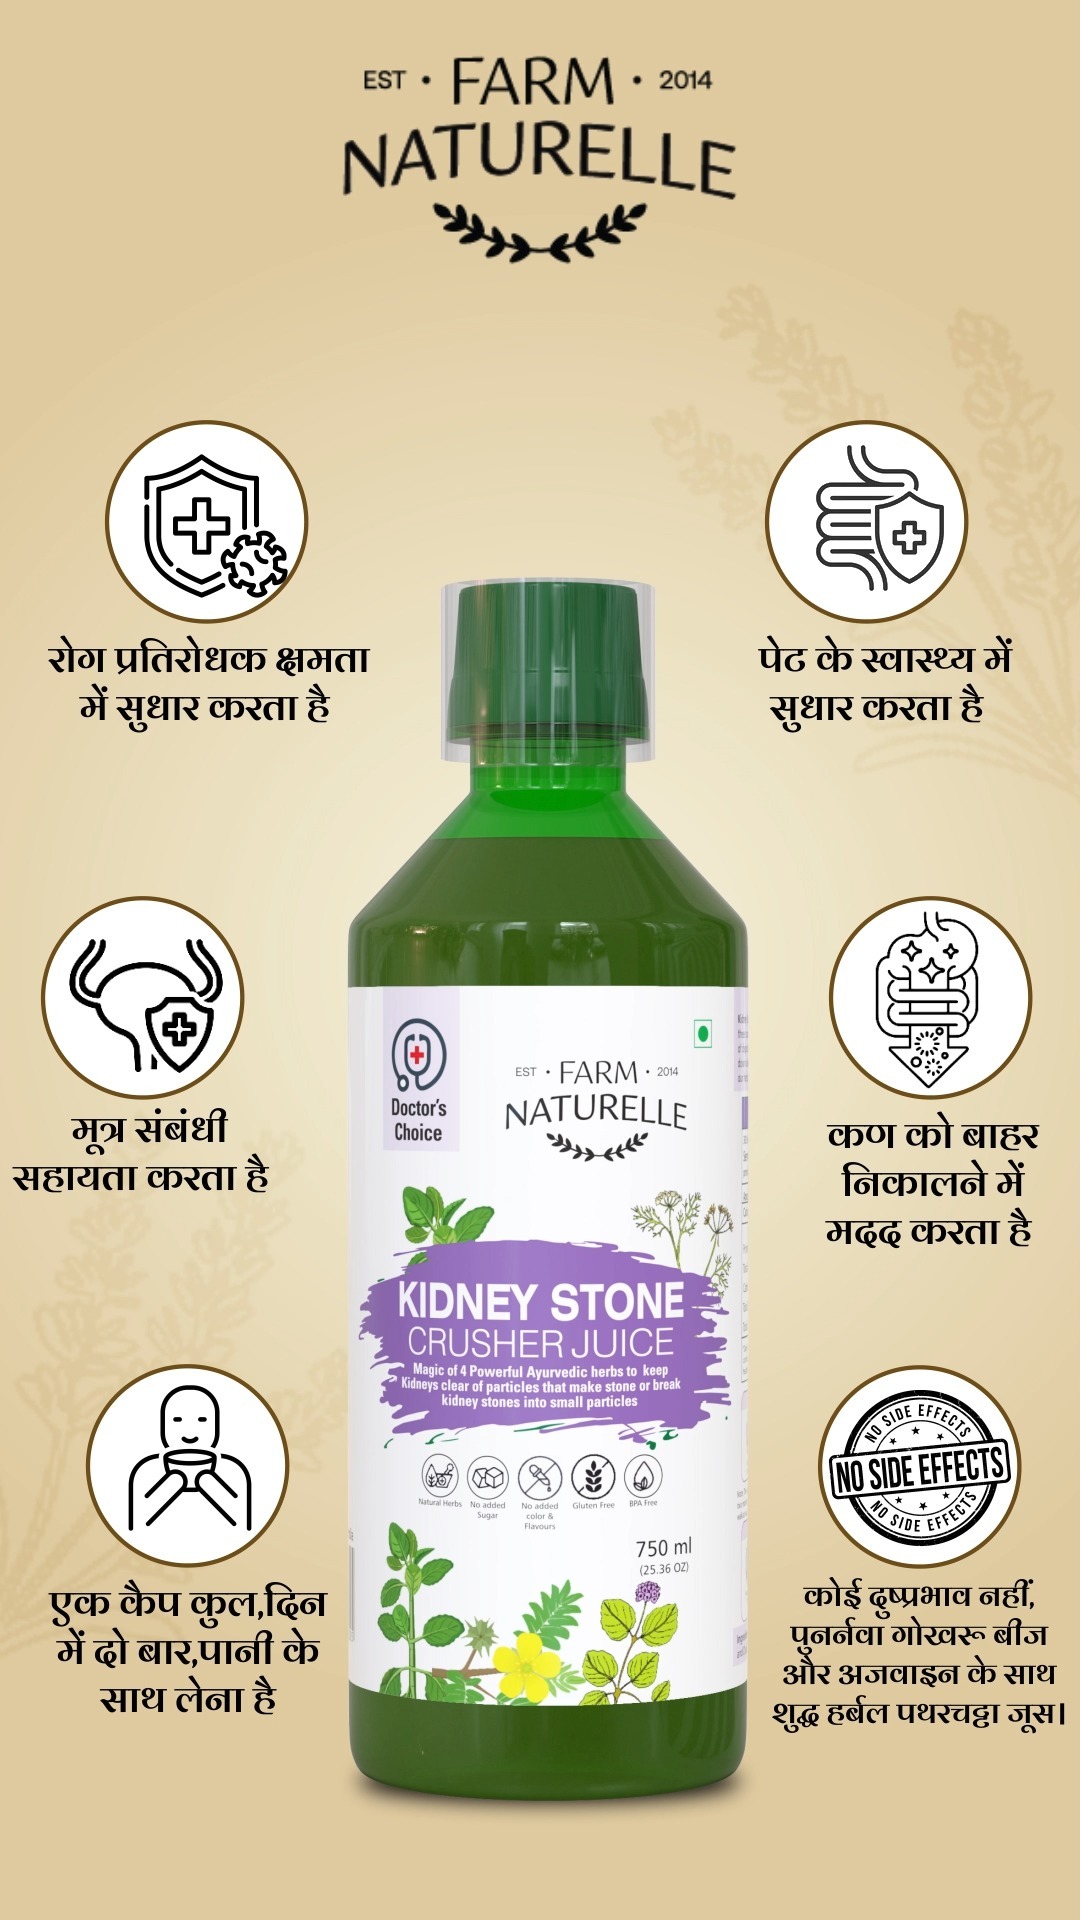 EST • FARM • 2014
NATURELLE
रोग प्रतिरोधक क्षमता
में सुधार करता है
पेट के स्वास्थ्य में
सुधार करता है
मूत्र संबंधी
सहायता करता है
कण को बाहर
निकालने में
मदद करता है
Doctor's
Choice
EST • FARM • 2014
NATURELLE
KIDNEY STONE
CRUSHER JUICE
Magic of 4 Powerful Ayurvedic herbs to keep
Kidneys clear of particles that make stone or break
kidney stones into small particles
Natural Herbs
No added
Sugar
No added
color &
Flavours
Gluten Free
BPA Free
750 ml
(25.36 OZ)
एक कैप कुल,दिन
में दो बार,पानी के
साथ लेना है
NO SIDE EFFECTS
NO SIDE EFFECTS
NO SIDE EFFECTS
कोई दुष्प्रभाव नहीं,
पुनर्नवा गोखरू बीज
और अजवाइन के साथ
शुद्ध हर्बल पथरचट्टा जूस।